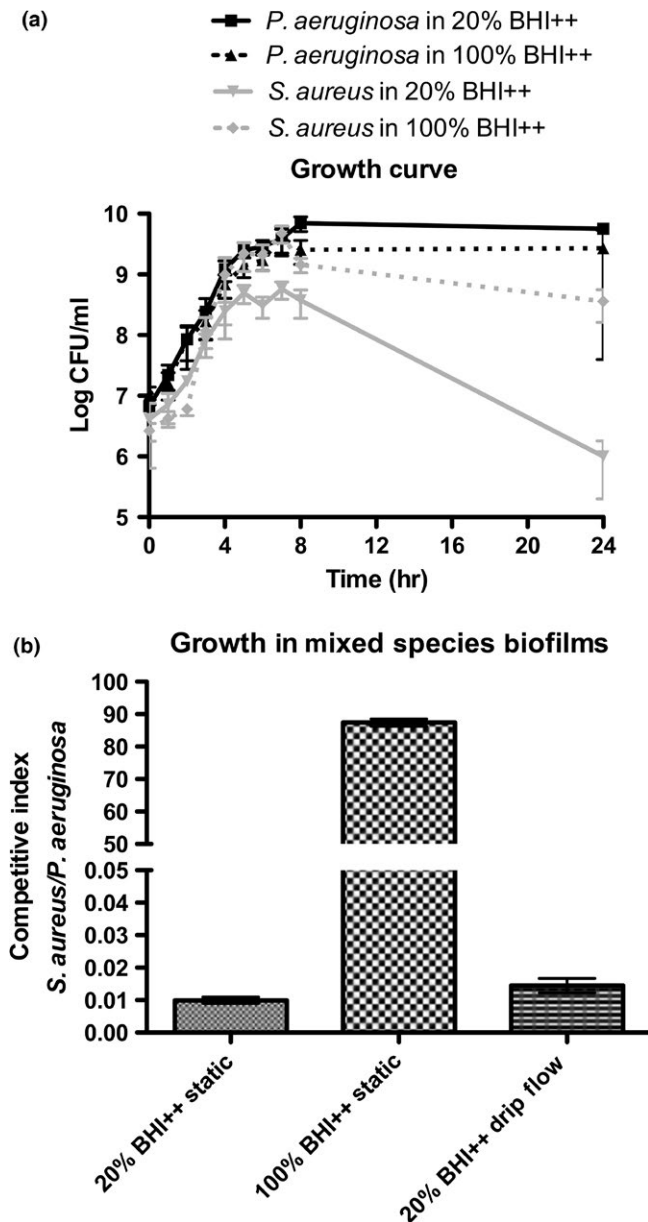 (a)
P. aeruginosa in 20% BHI++
P. aeruginosa in 100% BHI++
S. aureus in 20% BHI++
S. aureus in 100% BHI++
Growth curve
Log CFU/ml
10
9
8
7
6
5
0 4 8 12 16 20 24
Time (hr)
(b) Growth in mixed species biofilms
Competitive index
S. aureus/P. aeruginosa
100
90
80
70
60
50
0.05
0.04
0.03
0.02
0.01
0.00
20% BHI++ static
100% BHI++ static
20% BHI++ drip flow